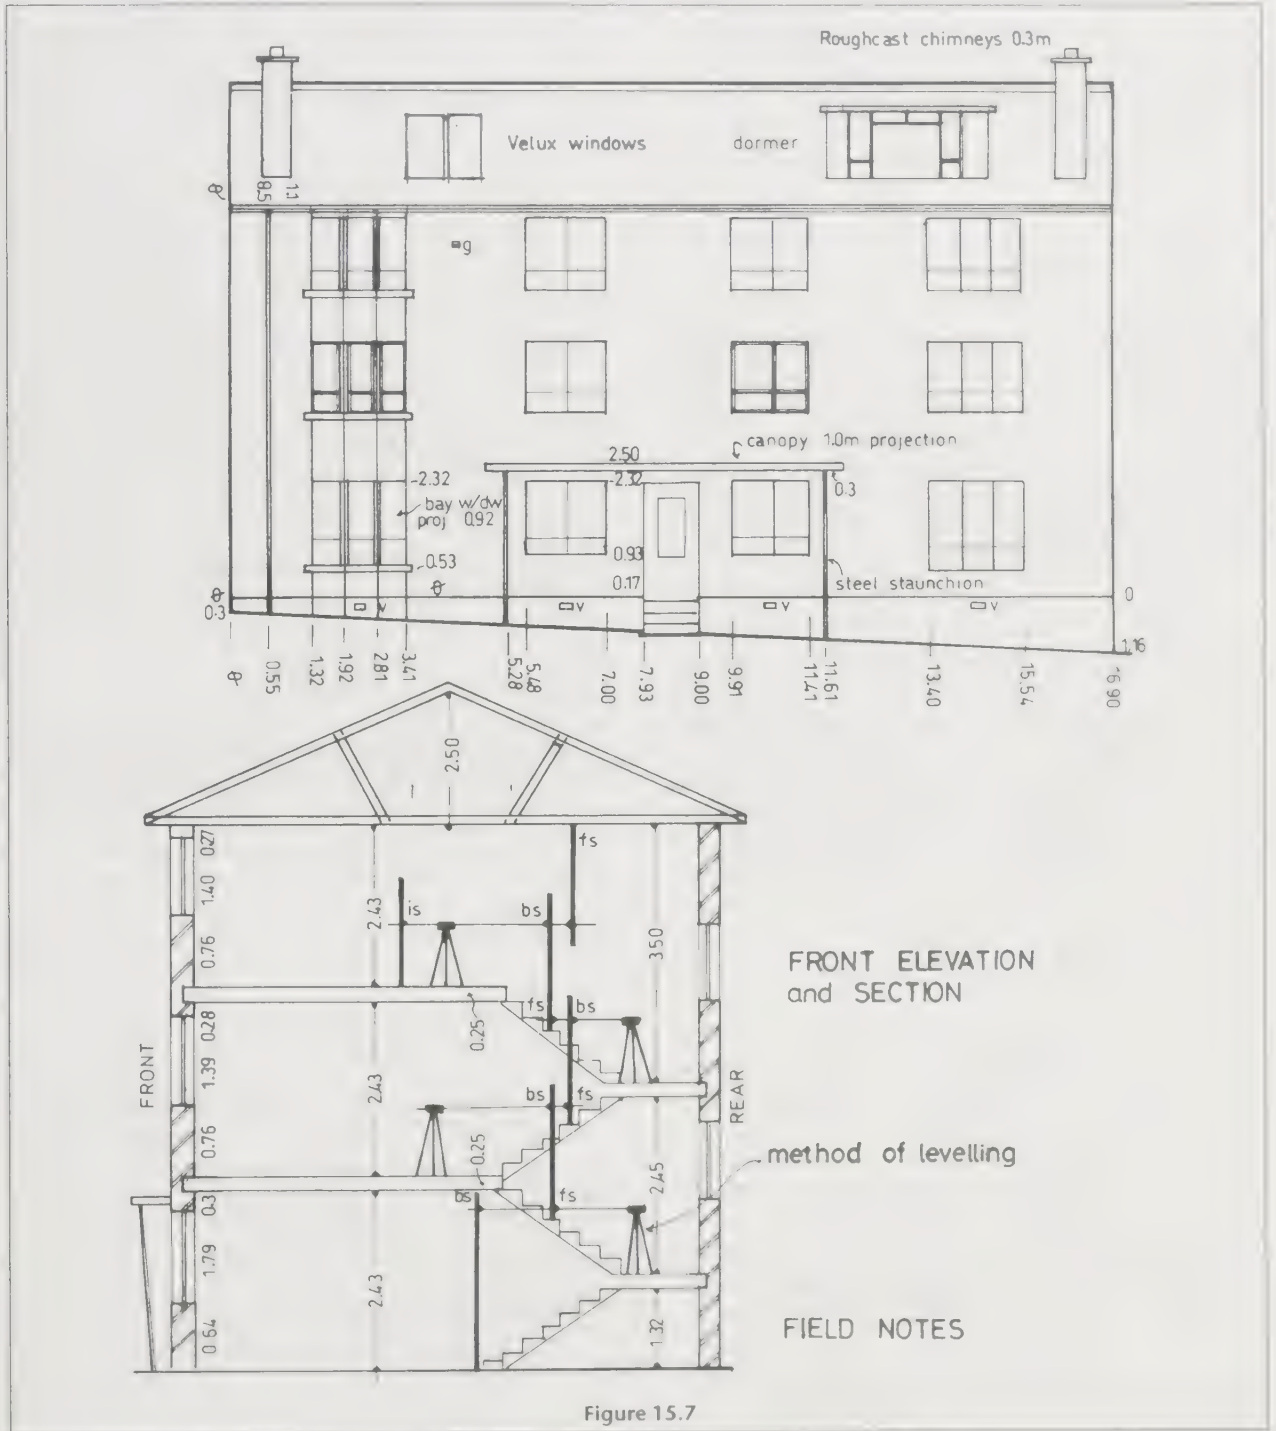 Roughcast chimneys 0.3m
Velux windows
dormer
8.5
1.1
g
canopy 1.0m projection
2.50
2.32
2.32
0.3
bay w/dw
proj 0.92
0.93
0.53
0.17
steel staunchion
0
0.3
v
v
v
v
1.16
0.55
1.32
1.92
2.81
3.41
5.28
5.48
7.00
7.93
9.00
9.91
11.41
11.61
13.40
15.54
16.90
2.50
0.27
1.40
0.76
0.28
1.39
0.76
0.3
1.79
0.54
2.43
2.43
2.43
fs
is
bs
3.50
fs
bs
0.25
bs
fs
0.25
2.45
bs
fs
1.32
FRONT
REAR
FRONT ELEVATION
and SECTION
method of levelling
FIELD NOTES
Figure 15.7